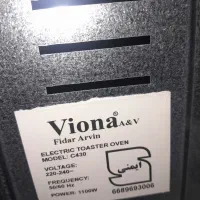 Viona® A&V
Fidar Arvin
ELECTRIC TOASTER OVEN
MODEL: C430
VOLTAGE:
220-240~
FREQUENCY:
50/60 Hz
POWER: 1100W
ایمنی
6689693006